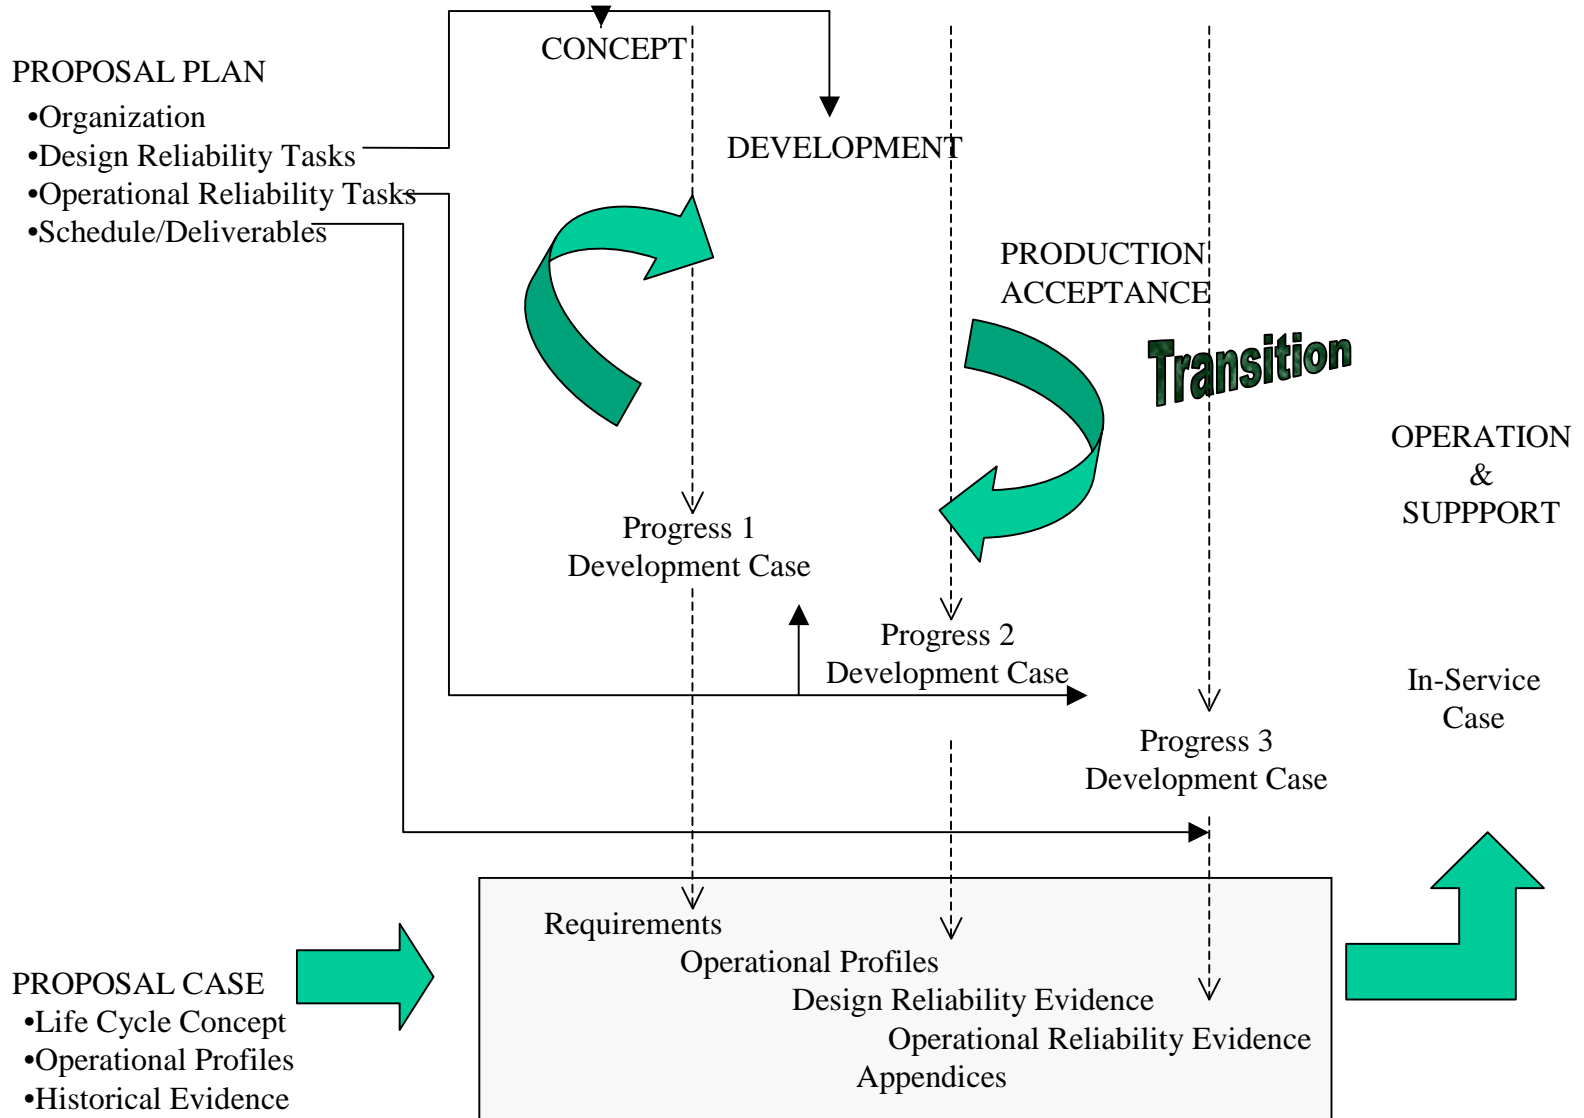 CONCEPT
PROPOSAL PLAN
•Organization
•Design Reliability Tasks
•Operational Reliability Tasks
•Schedule/Deliverables
DEVELOPMENT
PRODUCTION
ACCEPTANCE
Transition
OPERATION
&
SUPPPORT
Progress 1
Development Case
Progress 2
Development Case
In-Service
Case
Progress 3
Development Case
Requirements
Operational Profiles
Design Reliability Evidence
Operational Reliability Evidence
Appendices
PROPOSAL CASE
•Life Cycle Concept
•Operational Profiles
•Historical Evidence